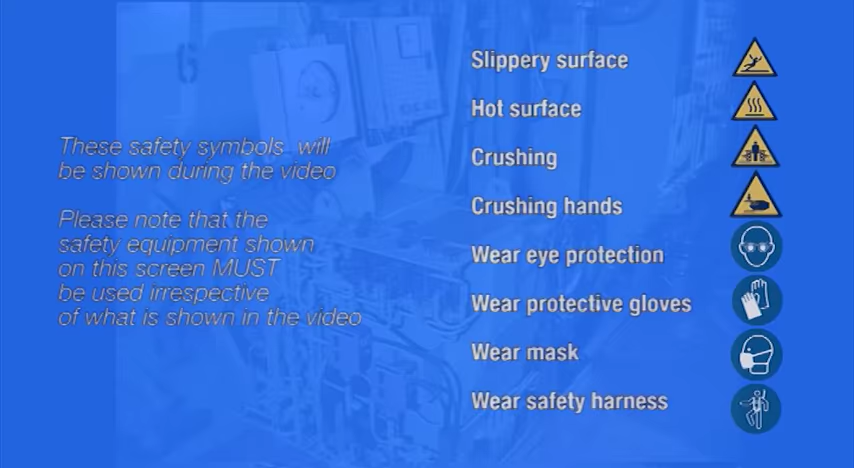 These safety symbols will
be shown during the video
Please note that the
safety equipment shown
on this screen MUST
be used irrespective
of what is shown in the video
Slippery surface
Hot surface
Crushing
Crushing hands
Wear eye protection
Wear protective gloves
Wear mask
Wear safety harness